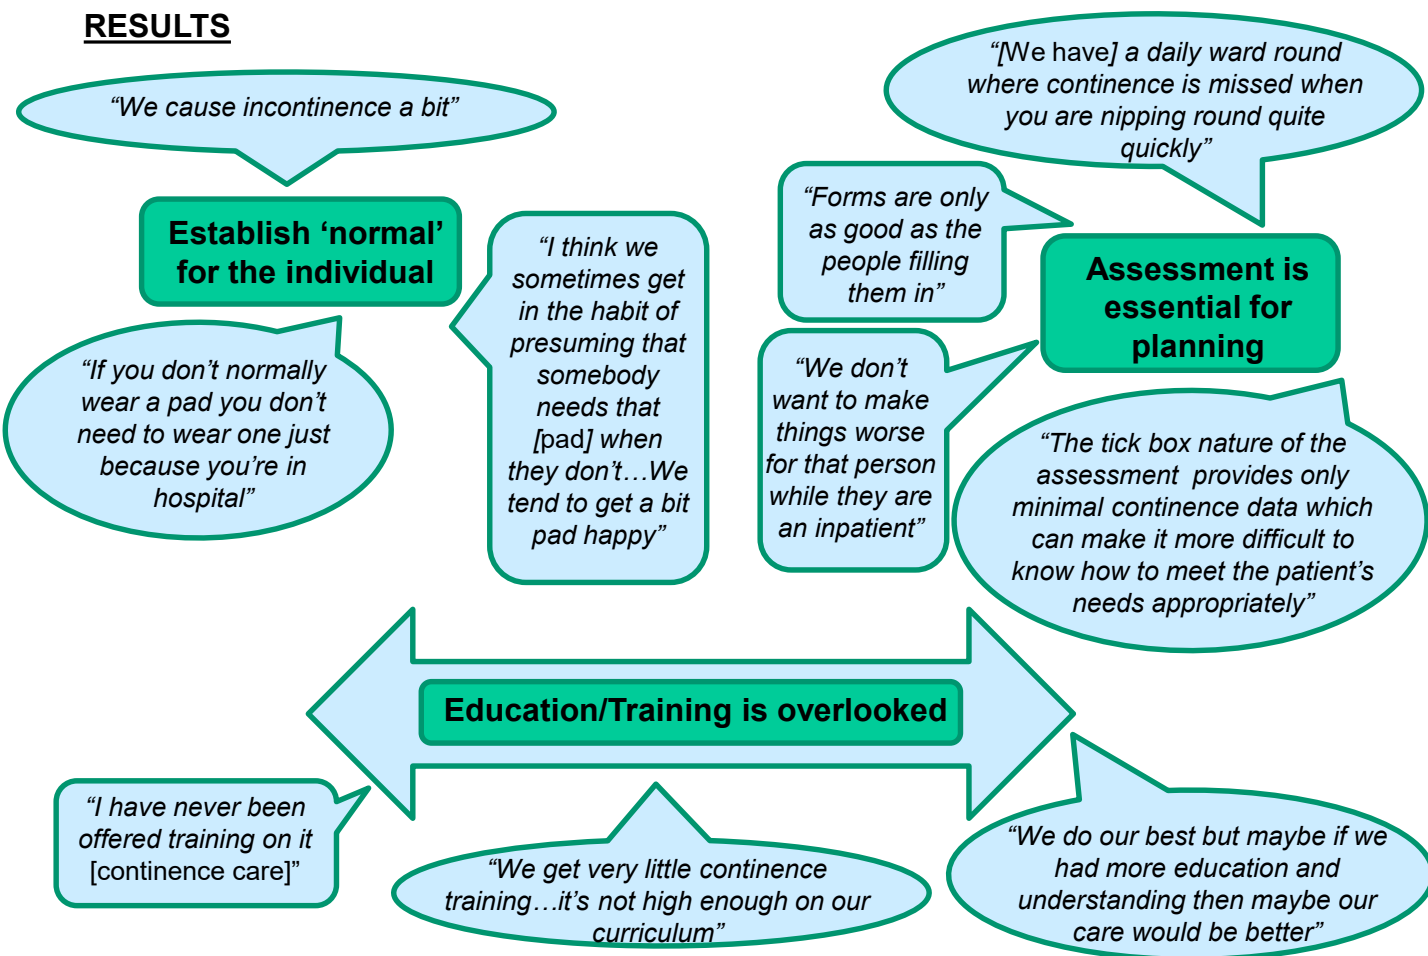 RESULTS
“We cause incontinence a bit”
Establish ‘normal’
for the individual
“I think we
sometimes get
in the habit of
presuming that
somebody
needs that
[pad] when
they don’t…We
tend to get a bit
pad happy”
“If you don’t normally
wear a pad you don’t
need to wear one just
because you’re in
hospital”
“[We have] a daily ward round
where continence is missed when
you are nipping round quite
quickly”
“Forms are only
as good as the
people filling
them in”
Assessment is
essential for
planning
“We don’t
want to make
things worse
for that person
while they are
an inpatient”
“The tick box nature of the
assessment  provides only
minimal continence data which
can make it more difficult to
know how to meet the patient’s
needs appropriately”
Education/Training is overlooked
“I have never been
offered training on it
[continence care]”
“We get very little continence
training…it’s not high enough on our
curriculum”
“We do our best but maybe if we
had more education and
understanding then maybe our
care would be better”